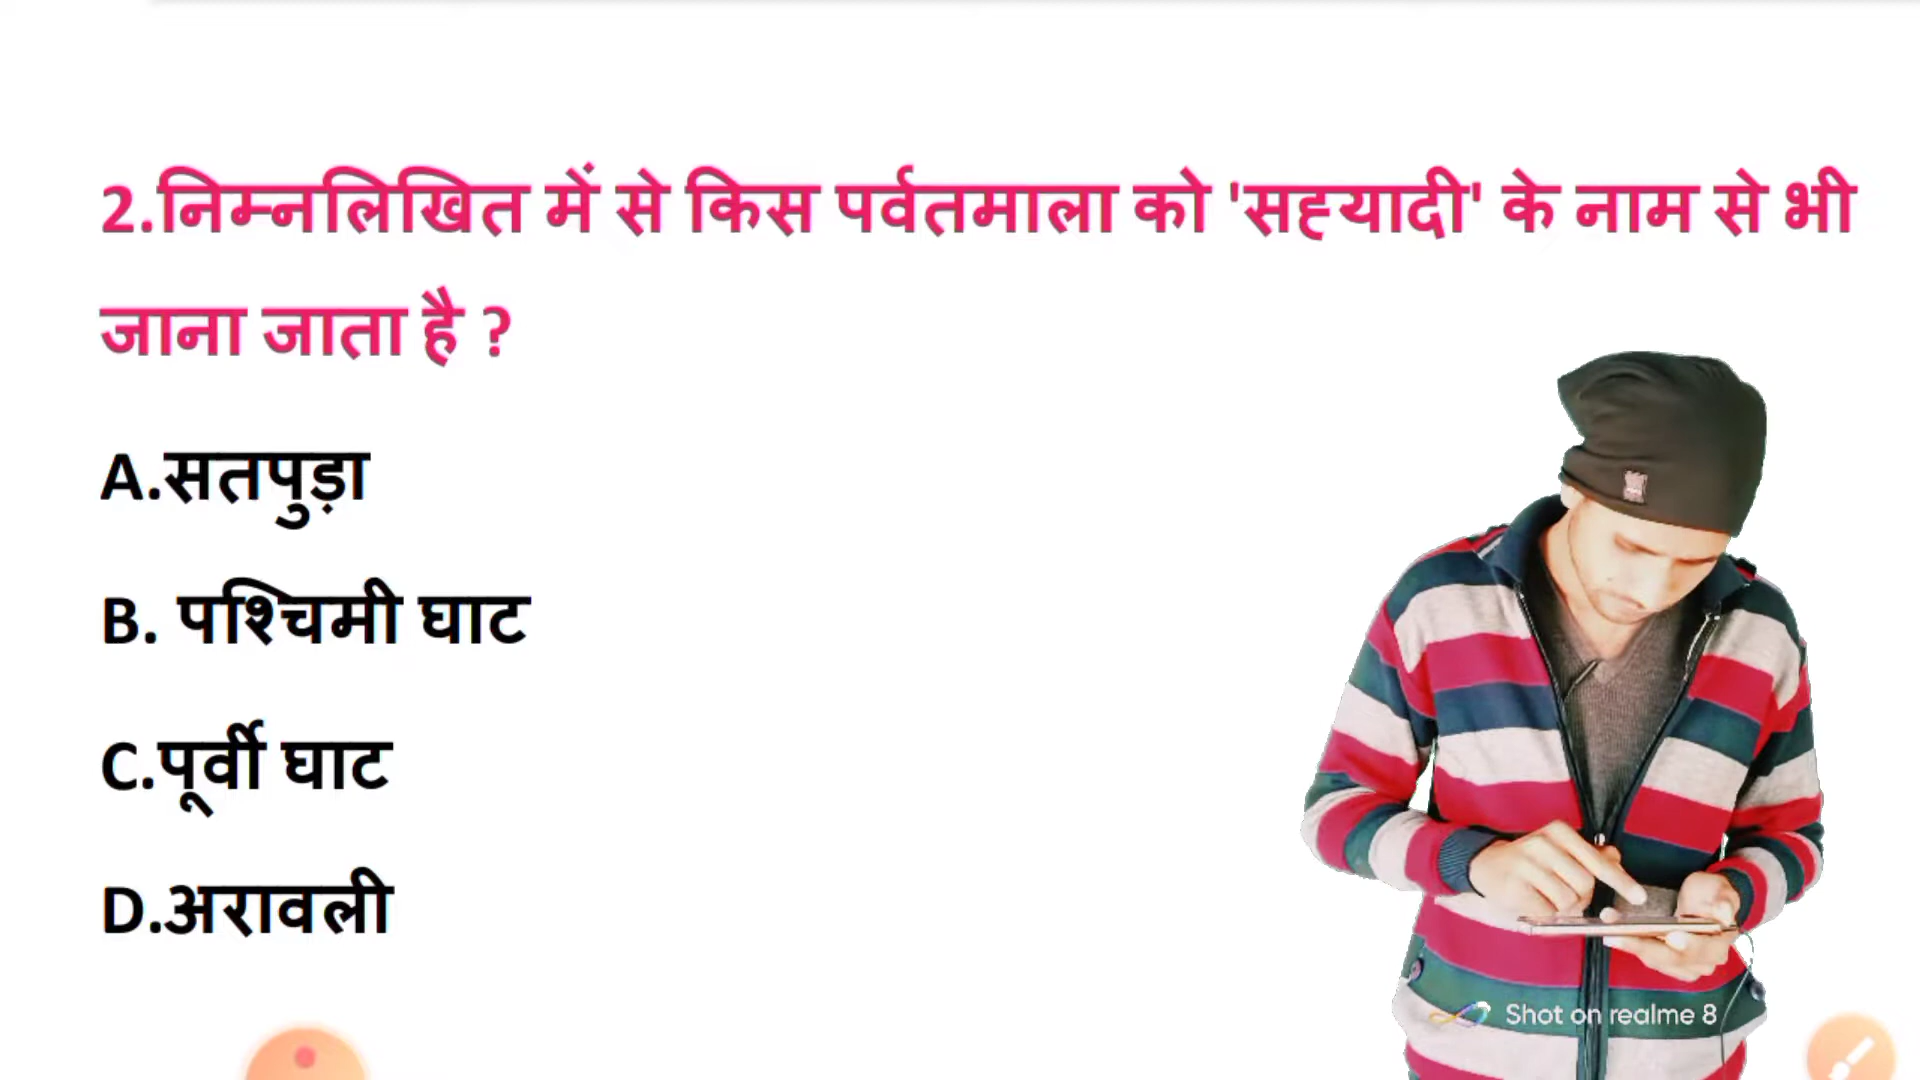 2.निम्नलिखित में से किस पर्वतमाला को 'सह्यादी' के नाम से भी
जाना जाता है ?
A.सतपुड़ा
B. पश्चिमी घाट
C.पूर्वी घाट
D.अरावली
Shot on realme 8